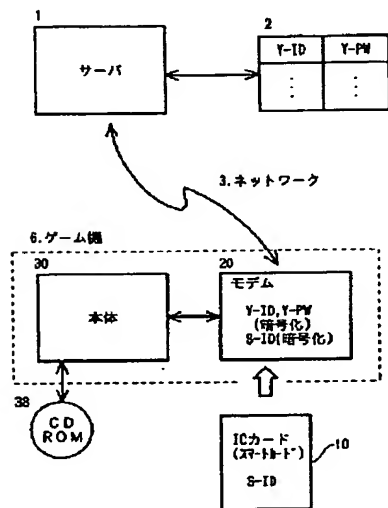 1
サーバ
2
Y-ID Y-PW
3.ネットワーク
6.ゲーム機
30
本体
20
モデム
Y-ID,Y-PW
(暗号化)
S-ID(暗号化)
38
CD
ROM
ICカード
(スマートカード)
S-ID
10